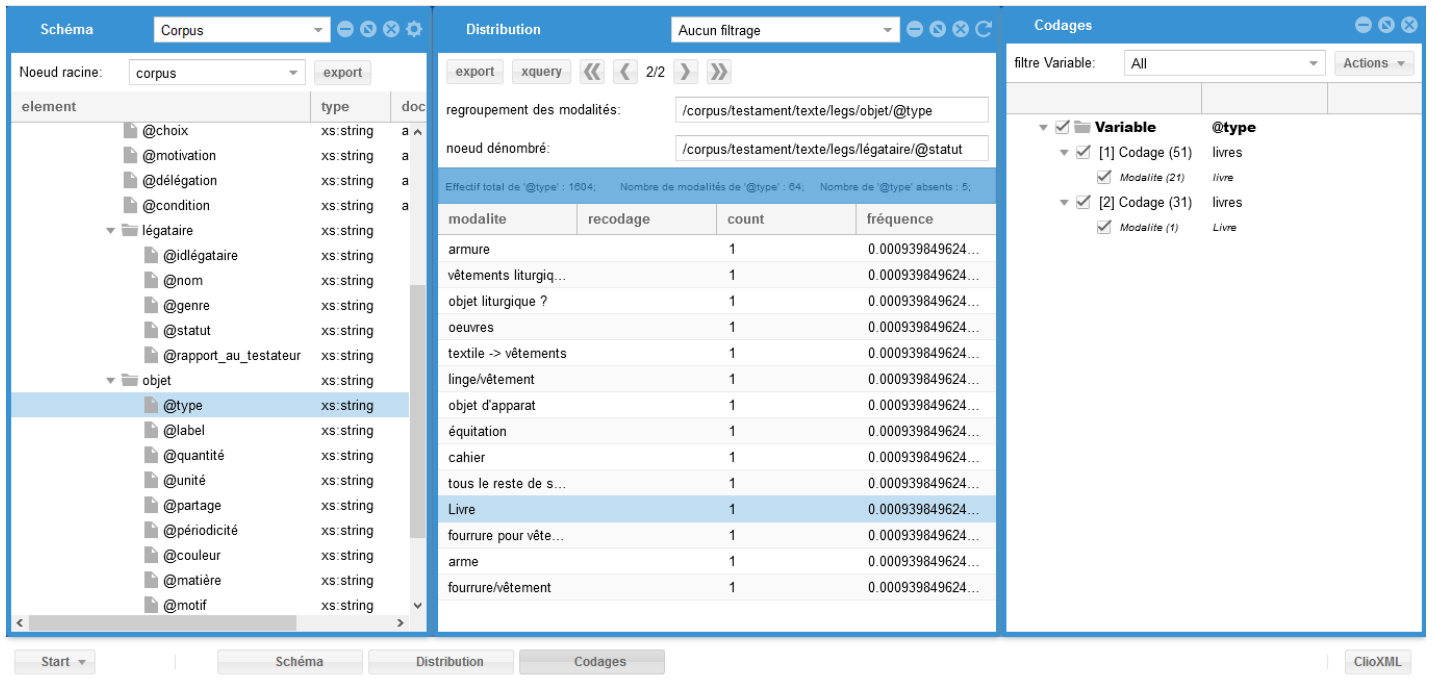 Schéma Corpus
Noeud racine: corpus export
element type doc
@choix xs:string a
@motivation xs:string a
@délégation xs:string a
@condition xs:string a
légataire xs:string
@idlégataire xs:string
@nom xs:string
@genre xs:string
@statut xs:string
@rapport_au_testateur xs:string
objet xs:string
@type xs:string
@label xs:string
@quantité xs:string
@unité xs:string
@partage xs:string
@périodicité xs:string
@couleur xs:string
@matière xs:string
@motif xs:string
Distribution Aucun filtrage
export xquery 2/2
regroupement des modalités: /corpus/testament/texte/legs/objet/@type
noeud dénombré: /corpus/testament/texte/legs/légataire/@statut
Effectif total de '@type' : 1604; Nombre de modalités de '@type' : 64; Nombre de '@type' absents : 5;
modalite recodage count fréquence
armure 1 0.000939849624...
vêtements liturgiq... 1 0.000939849624...
objet liturgique ? 1 0.000939849624...
oeuvres 1 0.000939849624...
textile -> vêtements 1 0.000939849624...
linge/vêtement 1 0.000939849624...
objet d'apparat 1 0.000939849624...
équitation 1 0.000939849624...
cahier 1 0.000939849624...
tous le reste de s... 1 0.000939849624...
Livre 1 0.000939849624...
fourrure pour vête... 1 0.000939849624...
arme 1 0.000939849624...
fourrure/vêtement 1 0.000939849624...
Codages
filtre Variable: All Actions
Variable @type
[1] Codage (51) livres
Modalite (21) livre
[2] Codage (31) livres
Modalite (1) Livre
Start Schéma Distribution Codages ClioXML